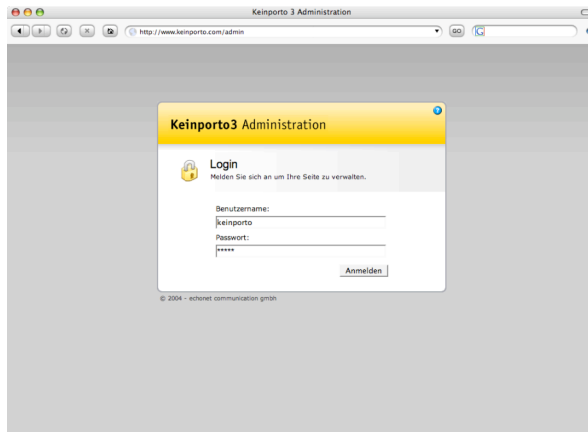 Keinporto 3 Administration
http://www.keinporto.com/admin
GO
G
?
Keinporto3 Administration
Login
Melden Sie sich an um Ihre Seite zu verwalten.
Benutzername:
keinporto
Passwort:
*****
Anmelden
© 2004 – echonet communication gmbh